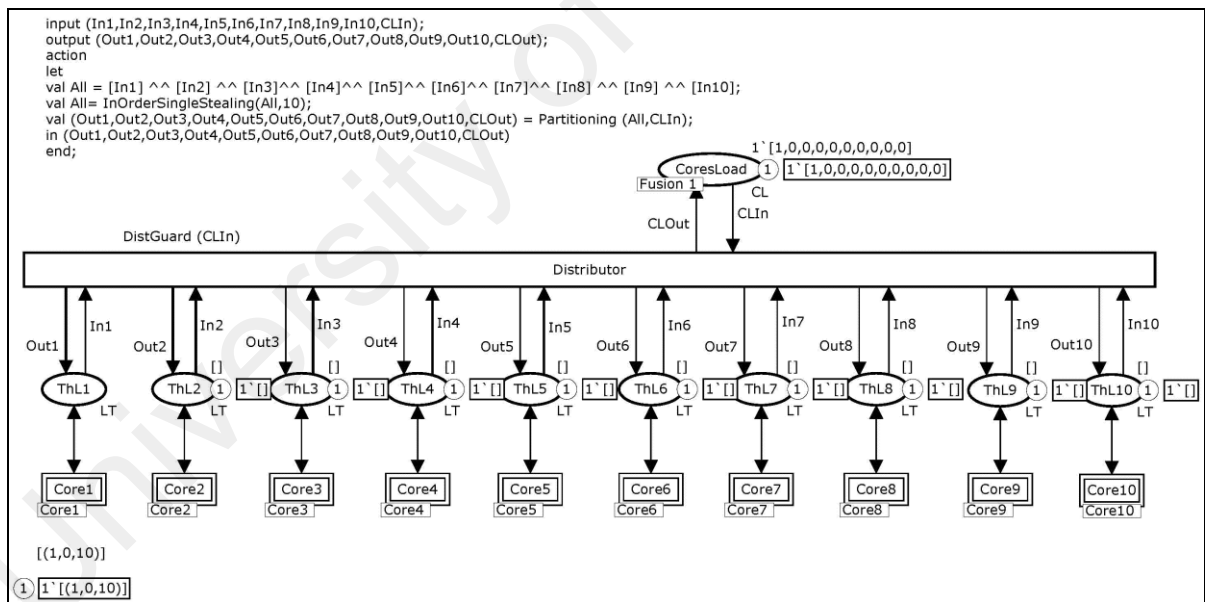 input (In1,In2,In3,In4,In5,In6,In7,In8,In9,In10,CLIn);
output (Out1,Out2,Out3,Out4,Out5,Out6,Out7,Out8,Out9,Out10,CLOut);
action
let
val All = [In1] ^^ [In2] ^^ [In3]^^ [In4]^^ [In5]^^ [In6]^^ [In7]^^ [In8] ^^ [In9] ^^ [In10];
val All= InOrderSingleStealing(All,10);
val (Out1,Out2,Out3,Out4,Out5,Out6,Out7,Out8,Out9,Out10,CLOut) = Partitioning (All,CLIn);
in (Out1,Out2,Out3,Out4,Out5,Out6,Out7,Out8,Out9,Out10,CLOut)
end;
1`[1,0,0,0,0,0,0,0,0,0]
CoresLoad 1 1`[1,0,0,0,0,0,0,0,0,0]
Fusion 1
CL
CLOut CLIn
DistGuard (CLIn)
Distributor
In1 In2 In3 In4 In5 In6 In7 In8 In9 In10
Out1 Out2 Out3 Out4 Out5 Out6 Out7 Out8 Out9 Out10
[] [] [] [] [] [] [] [] []
ThL1 ThL2 1 1`[] ThL3 1 1`[] ThL4 1 1`[] ThL5 1 1`[] ThL6 1 1`[] ThL7 1 1`[] ThL8 1 1`[] ThL9 1 1`[] ThL10 1 1`[]
LT LT LT LT LT LT LT LT LT LT
Core1 Core2 Core3 Core4 Core5 Core6 Core7 Core8 Core9 Core10
Core1 Core2 Core3 Core4 Core5 Core6 Core7 Core8 Core9 Core10
[(1,0,10)]
1 1`[(1,0,10)]
University of